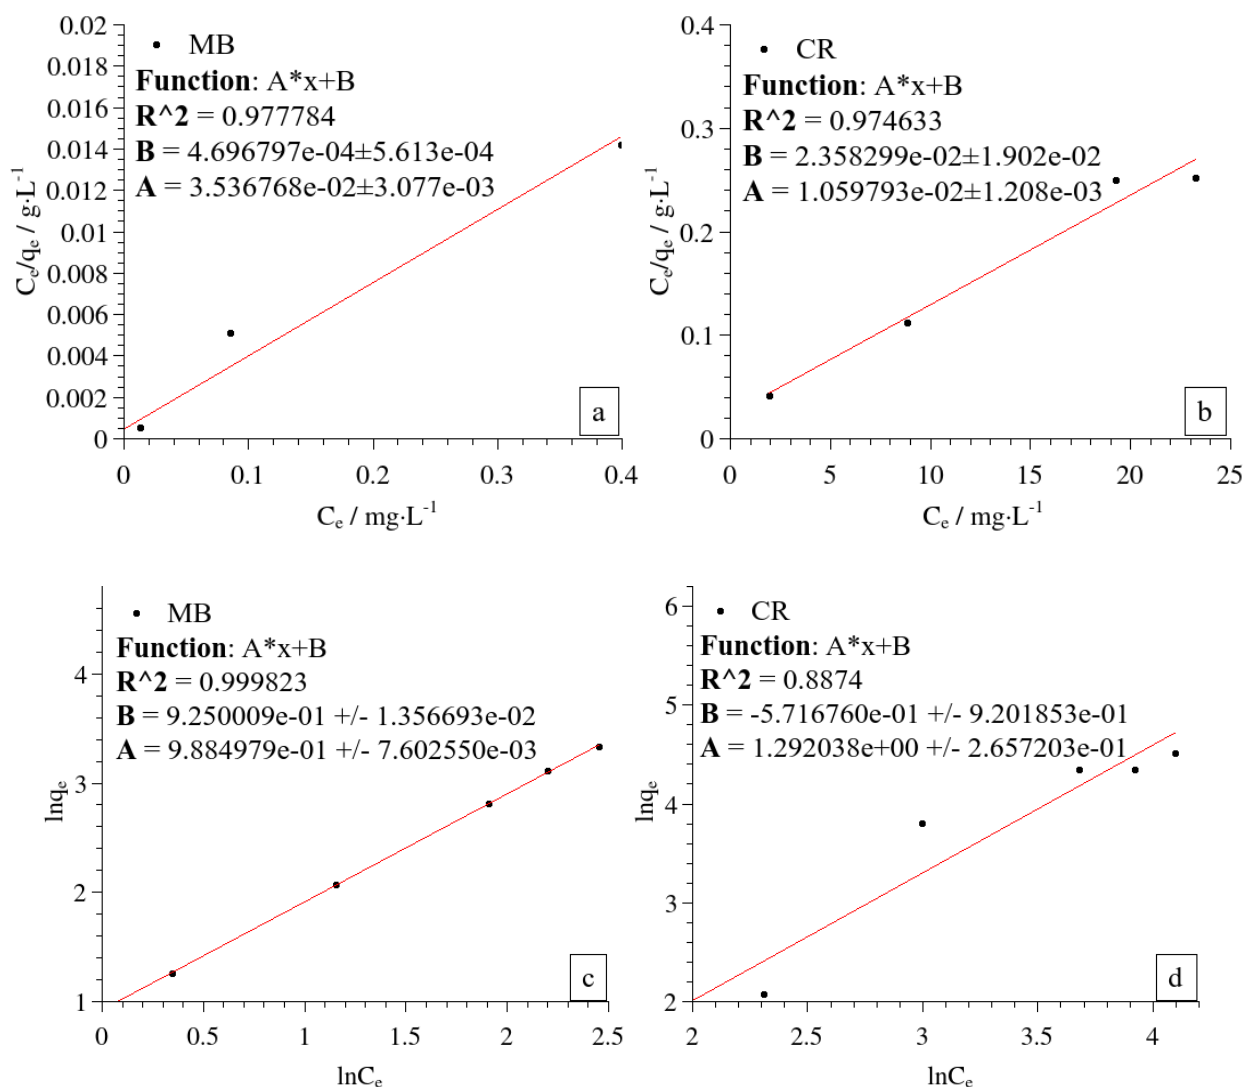 MB
Function: A*x+B
R^2 = 0.977784
B = 4.696797e-04±5.613e-04
A = 3.536768e-02±3.077e-03
0.02
0.018
0.016
0.014
0.012
0.01
0.008
0.006
0.004
0.002
0
Cₑ/qₑ / g·L⁻¹
a
0 0.1 0.2 0.3 0.4
Cₑ / mg·L⁻¹
CR
Function: A*x+B
R^2 = 0.974633
B = 2.358299e-02±1.902e-02
A = 1.059793e-02±1.208e-03
0.4
0.3
0.2
0.1
0
Cₑ/qₑ / g·L⁻¹
b
0 5 10 15 20 25
Cₑ / mg·L⁻¹
MB
Function: A*x+B
R^2 = 0.999823
B = 9.250009e-01 +/- 1.356693e-02
A = 9.884979e-01 +/- 7.602550e-03
4
3
2
1
lnqₑ
c
0 0.5 1 1.5 2 2.5
lnCₑ
CR
Function: A*x+B
R^2 = 0.8874
B = -5.716760e-01 +/- 9.201853e-01
A = 1.292038e+00 +/- 2.657203e-01
6
5
4
3
2
lnqₑ
d
2 2.5 3 3.5 4
lnCₑ